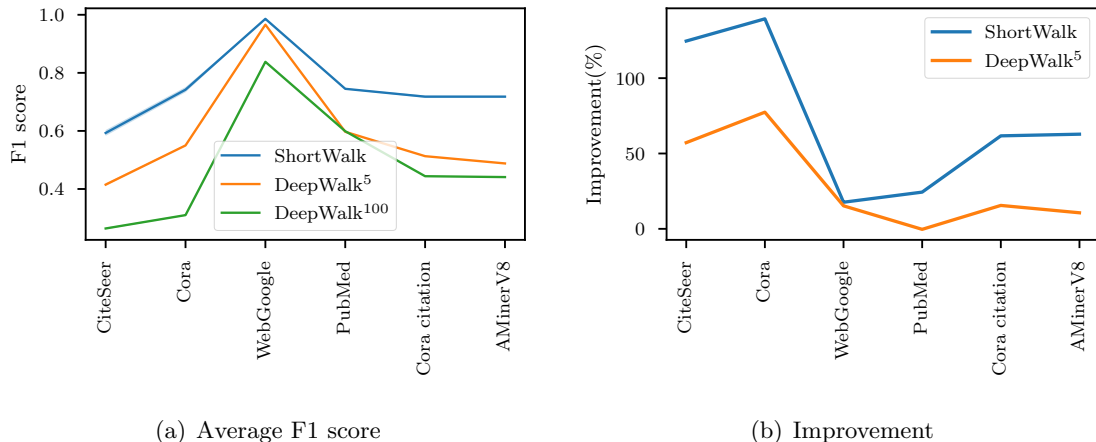 1.0
0.8
0.6
0.4
F1 score
ShortWalk
DeepWalk⁵
DeepWalk¹⁰⁰
CiteSeer
Cora
WebGoogle
PubMed
Cora citation
AMinerV8
(a) Average F1 score
100
50
0
Improvement(%)
ShortWalk
DeepWalk⁵
CiteSeer
Cora
WebGoogle
PubMed
Cora citation
AMinerV8
(b) Improvement